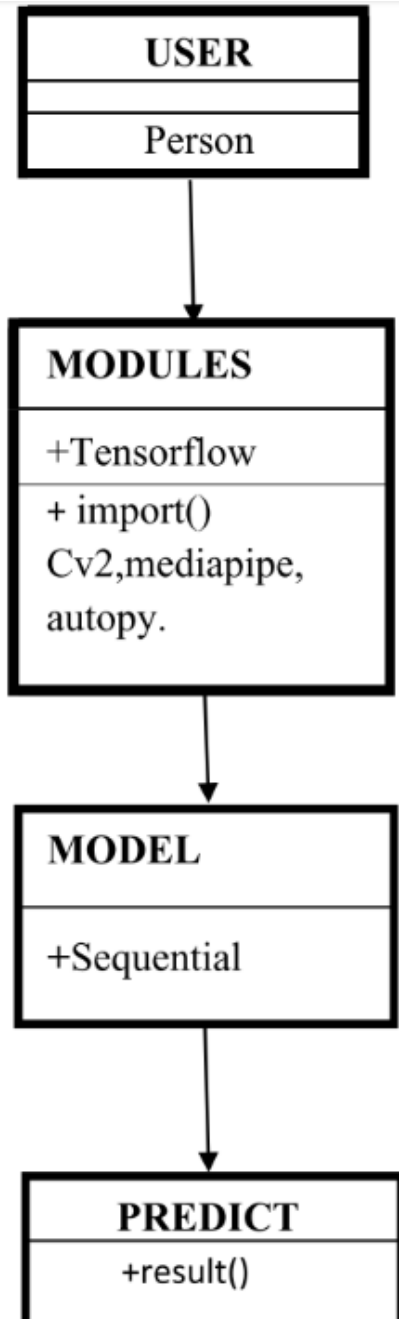 USER
Person
MODULES
+Tensorflow
+ import()
Cv2,mediapipe,
autopy.
MODEL
+Sequential
PREDICT
+result()